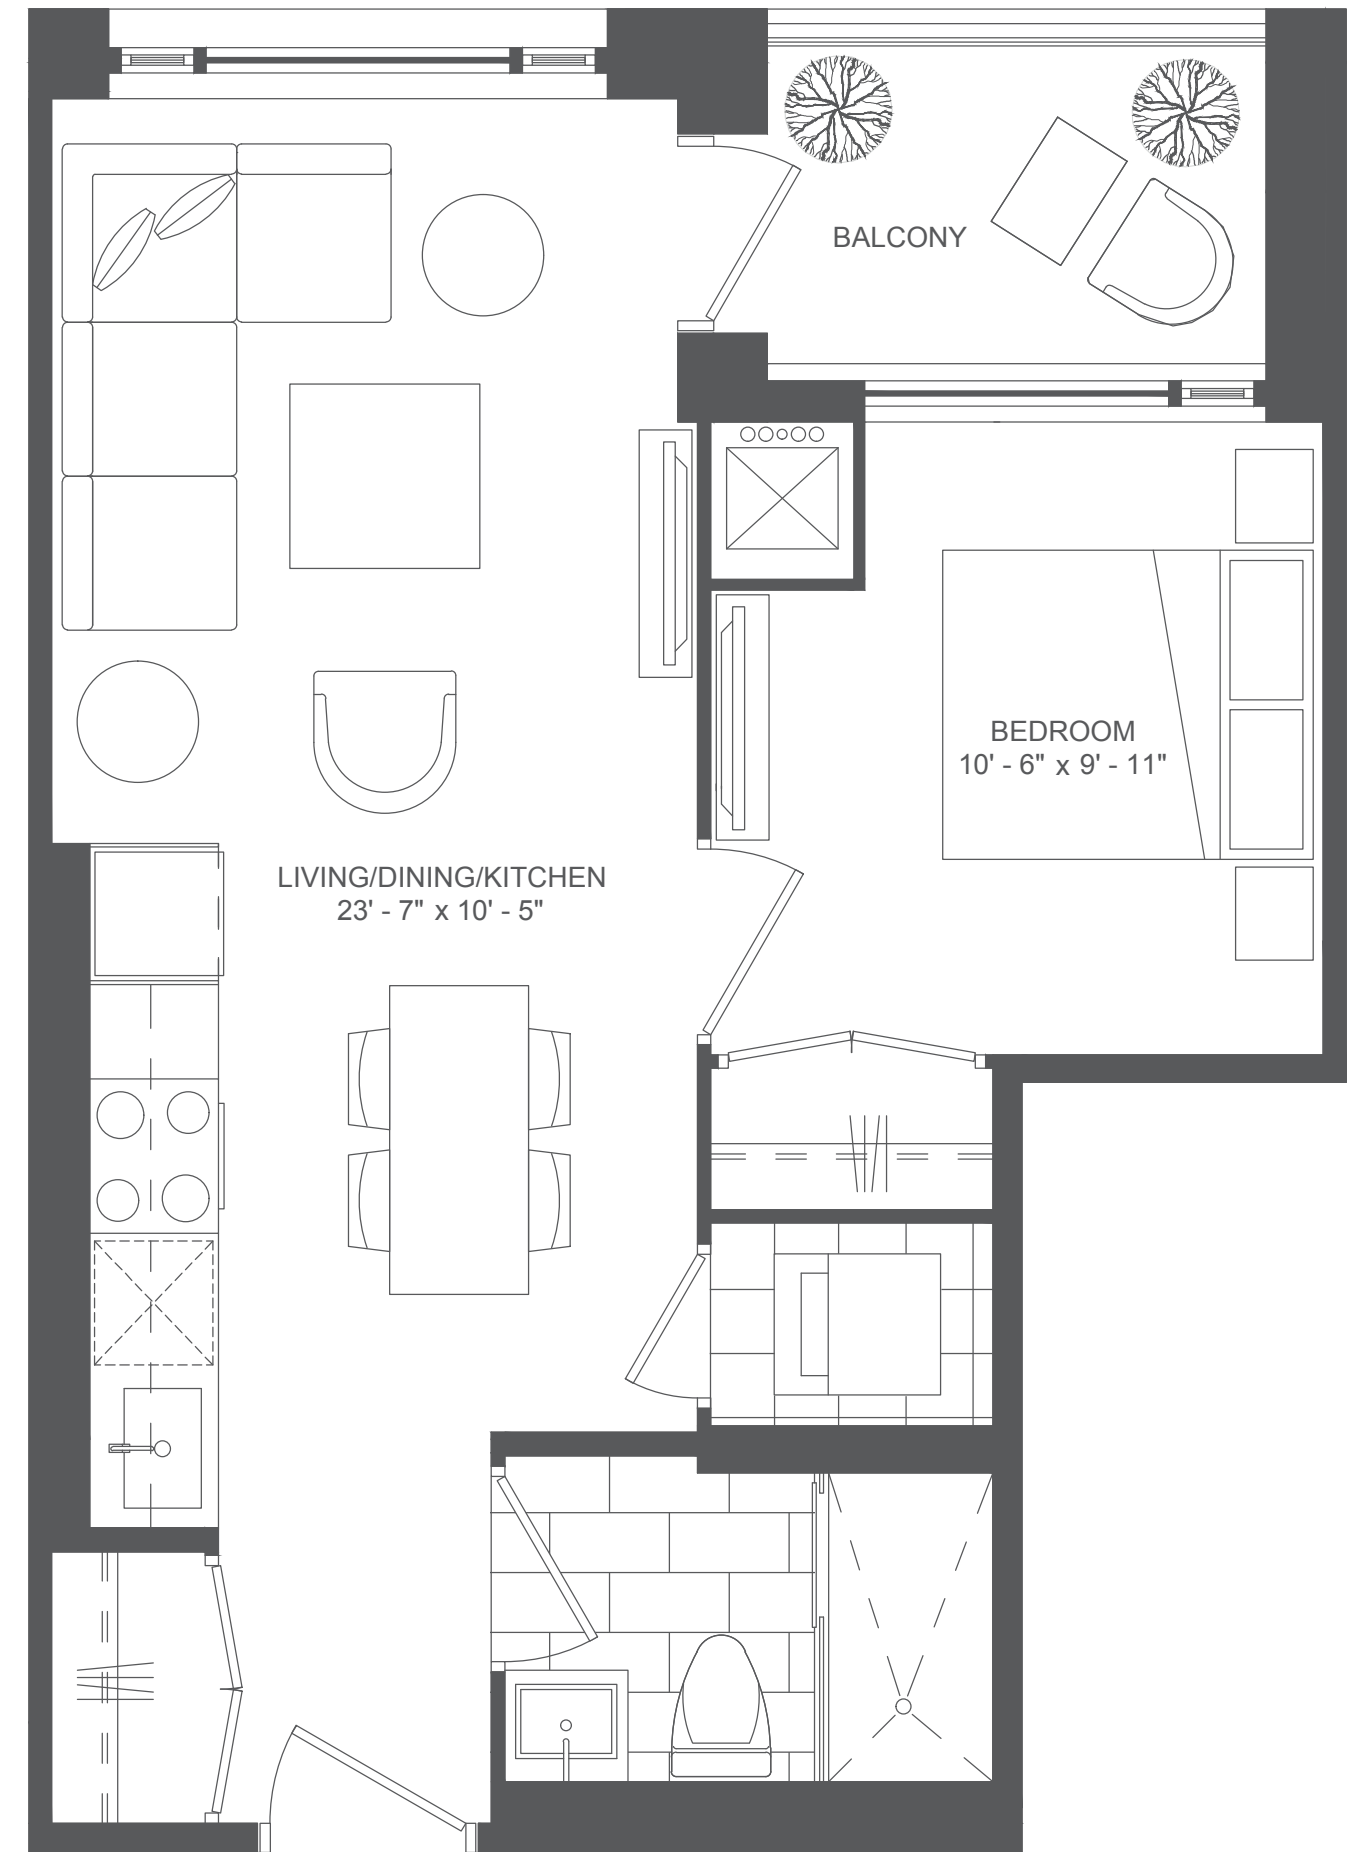 BALCONY
BEDROOM
10' - 6" x 9' - 11"
LIVING/DINING/KITCHEN
23' - 7" x 10' - 5"